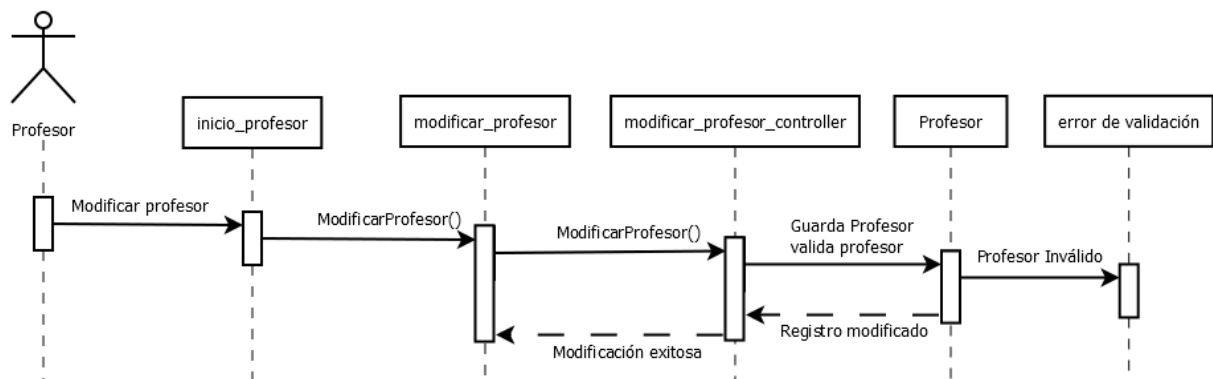 Profesor
inicio_profesor
modificar_profesor
modificar_profesor_controller
Profesor
error de validación
Modificar profesor
ModificarProfesor()
ModificarProfesor()
Guarda Profesor
valida profesor
Profesor Inválido
Registro modificado
Modificación exitosa